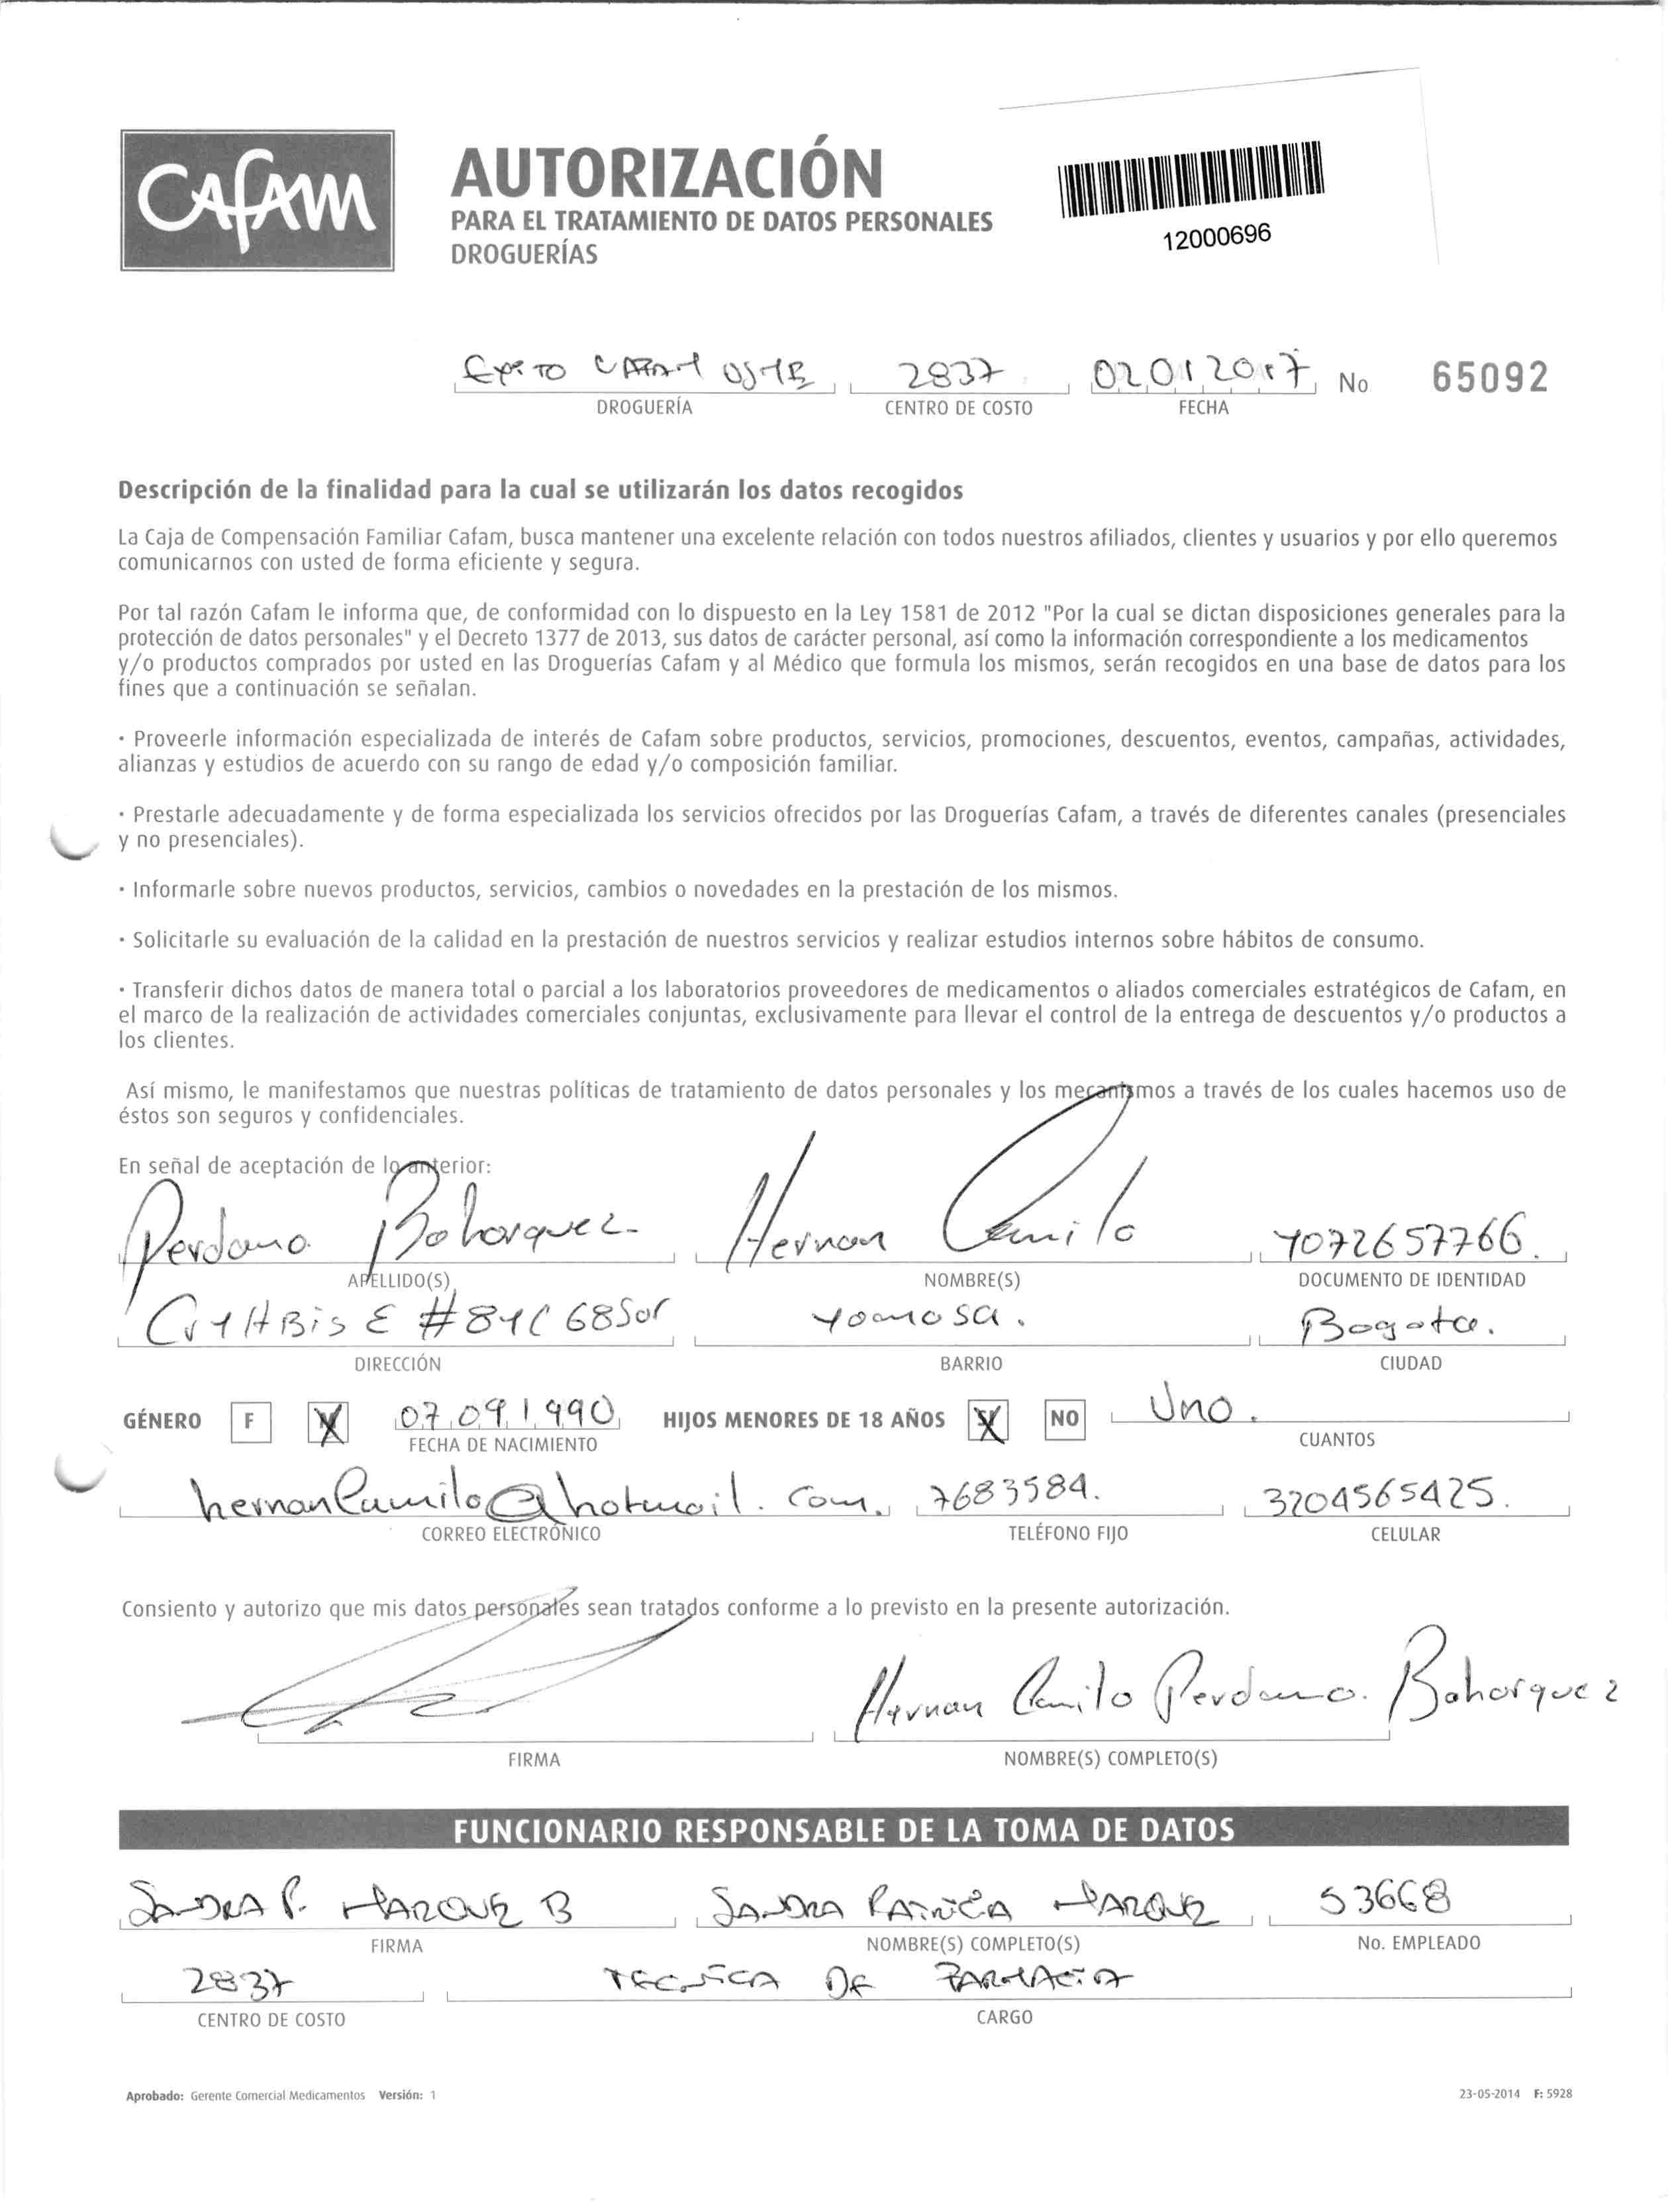 Cafam
AUTORIZACIÓN
PARA EL TRATAMIENTO DE DATOS PERSONALES
DROGUERÍAS
12000696
2837 02012017 No 65092
DROGUERÍA CENTRO DE COSTO FECHA
Descripción de la finalidad para la cual se utilizarán los datos recogidos
La Caja de Compensación Familiar Cafam, busca mantener una excelente relación con todos nuestros afiliados, clientes y usuarios y por ello queremos
comunicarnos con usted de forma eficiente y segura.
Por tal razón Cafam le informa que, de conformidad con lo dispuesto en la Ley 1581 de 2012 "Por la cual se dictan disposiciones generales para la
protección de datos personales" y el Decreto 1377 de 2013, sus datos de carácter personal, así como la información correspondiente a los medicamentos
y/o productos comprados por usted en las Droguerías Cafam y al Médico que formula los mismos, serán recogidos en una base de datos para los
fines que a continuación se señalan.
· Proveerle información especializada de interés de Cafam sobre productos, servicios, promociones, descuentos, eventos, campañas, actividades,
alianzas y estudios de acuerdo con su rango de edad y/o composición familiar.
· Prestarle adecuadamente y de forma especializada los servicios ofrecidos por las Droguerías Cafam, a través de diferentes canales (presenciales
y no presenciales).
· Informarle sobre nuevos productos, servicios, cambios o novedades en la prestación de los mismos.
· Solicitarle su evaluación de la calidad en la prestación de nuestros servicios y realizar estudios internos sobre hábitos de consumo.
· Transferir dichos datos de manera total o parcial a los laboratorios proveedores de medicamentos o aliados comerciales estratégicos de Cafam, en
el marco de la realización de actividades comerciales conjuntas, exclusivamente para llevar el control de la entrega de descuentos y/o productos a
los clientes.
Así mismo, le manifestamos que nuestras políticas de tratamiento de datos personales y los mecanismos a través de los cuales hacemos uso de
éstos son seguros y confidenciales.
En señal de aceptación de lo anterior:
Perdomo Bohorquez Hernan Camilo 1072657766.
APELLIDO(S) NOMBRE(S) DOCUMENTO DE IDENTIDAD
Yomosa. Bogota.
DIRECCIÓN BARRIO CIUDAD
GÉNERO F M 07091990 HIJOS MENORES DE 18 AÑOS SI NO Uno.
FECHA DE NACIMIENTO CUANTOS
hernanCamilo@hotmail.com. 7683584. 3204565425.
CORREO ELECTRÓNICO TELÉFONO FIJO CELULAR
Consiento y autorizo que mis datos personales sean tratados conforme a lo previsto en la presente autorización.
Hernan Camilo Perdomo. Bohorquez
FIRMA NOMBRE(S) COMPLETO(S)
FUNCIONARIO RESPONSABLE DE LA TOMA DE DATOS
SANDRA P. MARQUEZ B SANDRA PATRICIA MARQUEZ 53668
FIRMA NOMBRE(S) COMPLETO(S) No. EMPLEADO
2837 TECNICA DE FARMACIA
CENTRO DE COSTO CARGO
Aprobado: Gerente Comercial Medicamentos Versión: 1 23-05-2014 F: 5928